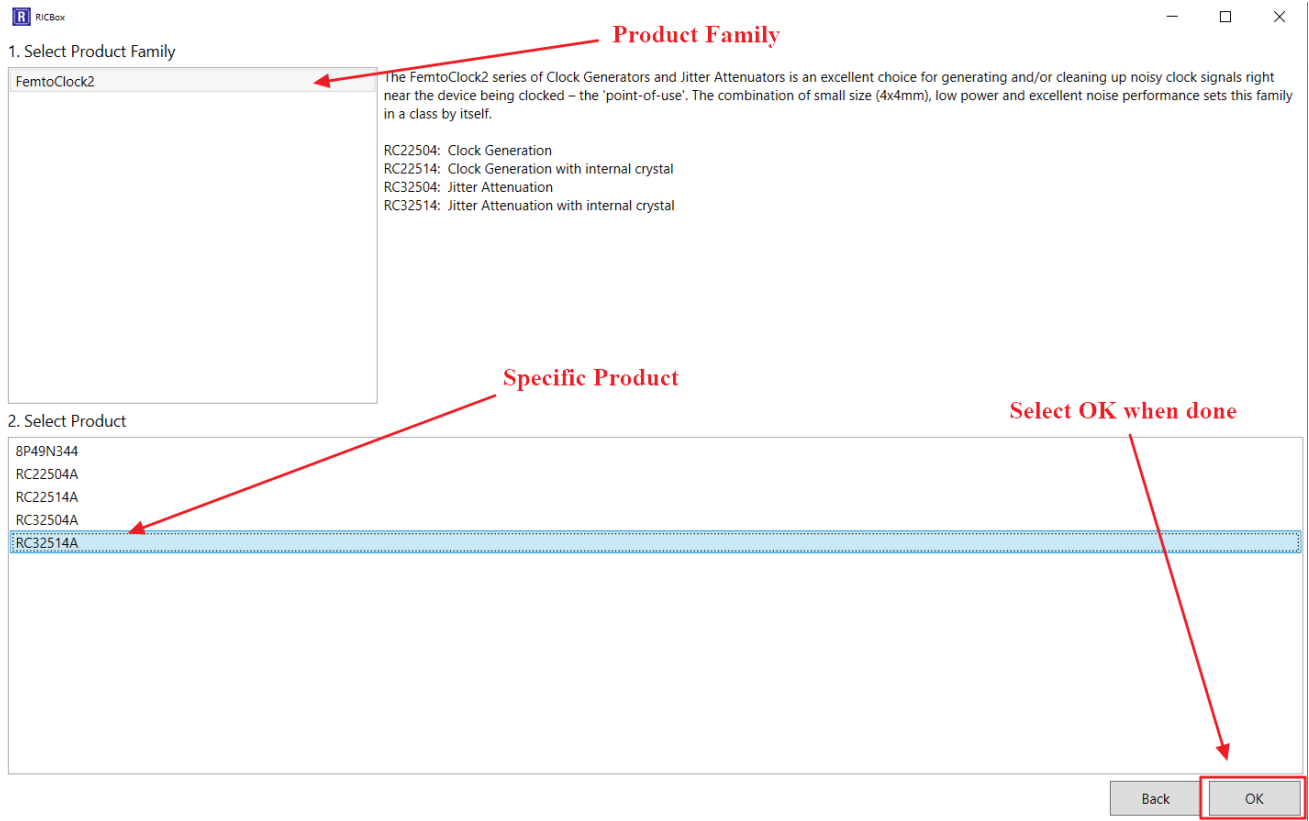 R RICBox
Product Family
1. Select Product Family
FemtoClock2
The FemtoClock2 series of Clock Generators and Jitter Attenuators is an excellent choice for generating and/or cleaning up noisy clock signals right
near the device being clocked – the 'point-of-use'. The combination of small size (4x4mm), low power and excellent noise performance sets this family
in a class by itself.
RC22504: Clock Generation
RC22514: Clock Generation with internal crystal
RC32504: Jitter Attenuation
RC32514: Jitter Attenuation with internal crystal
Specific Product
Select OK when done
2. Select Product
8P49N344
RC22504A
RC22514A
RC32504A
RC32514A
Back
OK